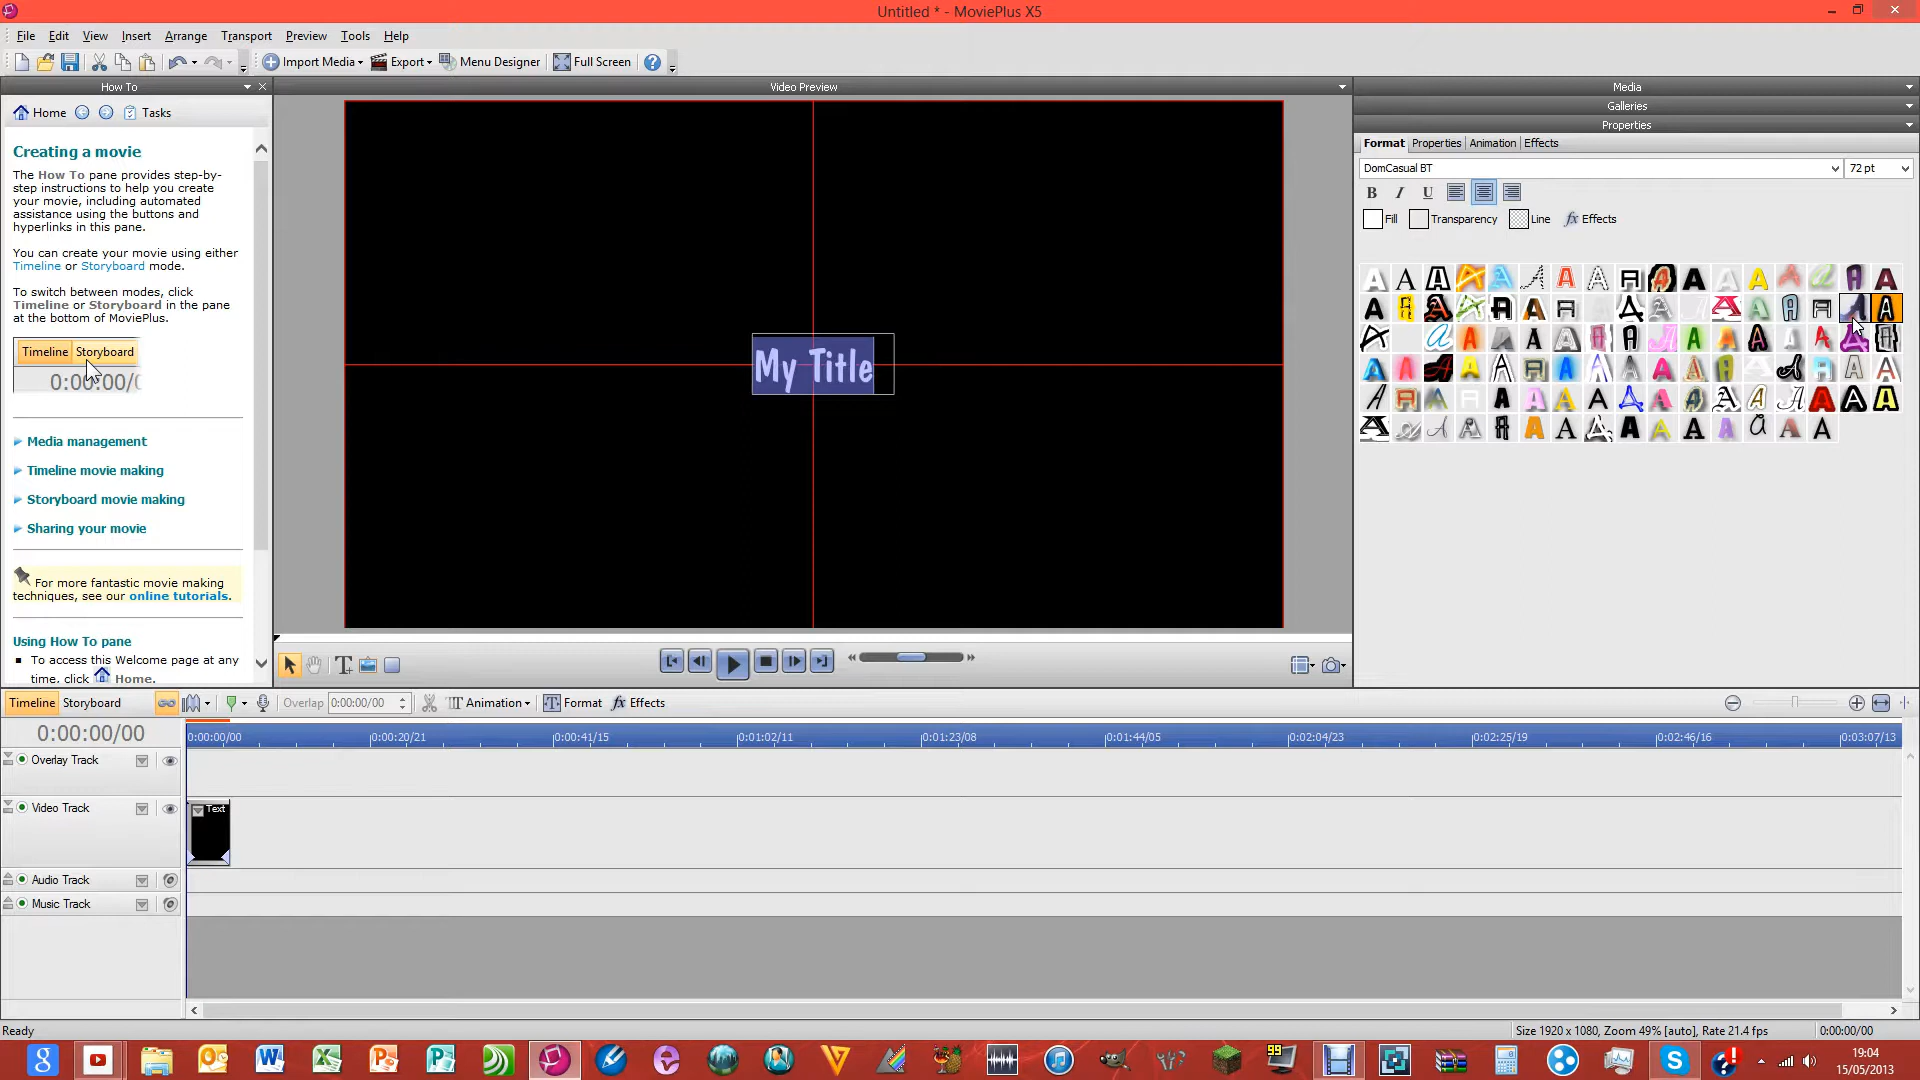 Untitled * - MoviePlus X5
File Edit View Insert Arrange Transport Preview Tools Help
Import Media Export Menu Designer Full Screen
How To
Video Preview
Media
Galleries
Properties
Home Tasks
Creating a movie
The How To pane provides step-by-
step instructions to help you create
your movie, including automated
assistance using the buttons and
hyperlinks in this pane.
You can create your movie using either
Timeline or Storyboard mode.
To switch between modes, click
Timeline or Storyboard in the pane
at the bottom of MoviePlus.
Timeline Storyboard
0:00:00/0
Media management
Timeline movie making
Storyboard movie making
Sharing your movie
For more fantastic movie making
techniques, see our online tutorials.
Using How To pane
To access this Welcome page at any
time, click Home.
My Title
Format Properties Animation Effects
DomCasual BT 72 pt
B I U
Fill Transparency Line fx Effects
Timeline Storyboard Overlap 0:00:00/00 Animation Format fx Effects
0:00:00/00
0:00:00/00 0:00:20/21 0:00:41/15 0:01:02/11 0:01:23/08 0:01:44/05 0:02:04/23 0:02:25/19 0:02:46/16 0:03:07/13
Overlay Track
Video Track
Text
Audio Track
Music Track
Ready
Size 1920 x 1080, Zoom 49% [auto], Rate 21.4 fps 0:00:00/00
19:04
15/05/2013